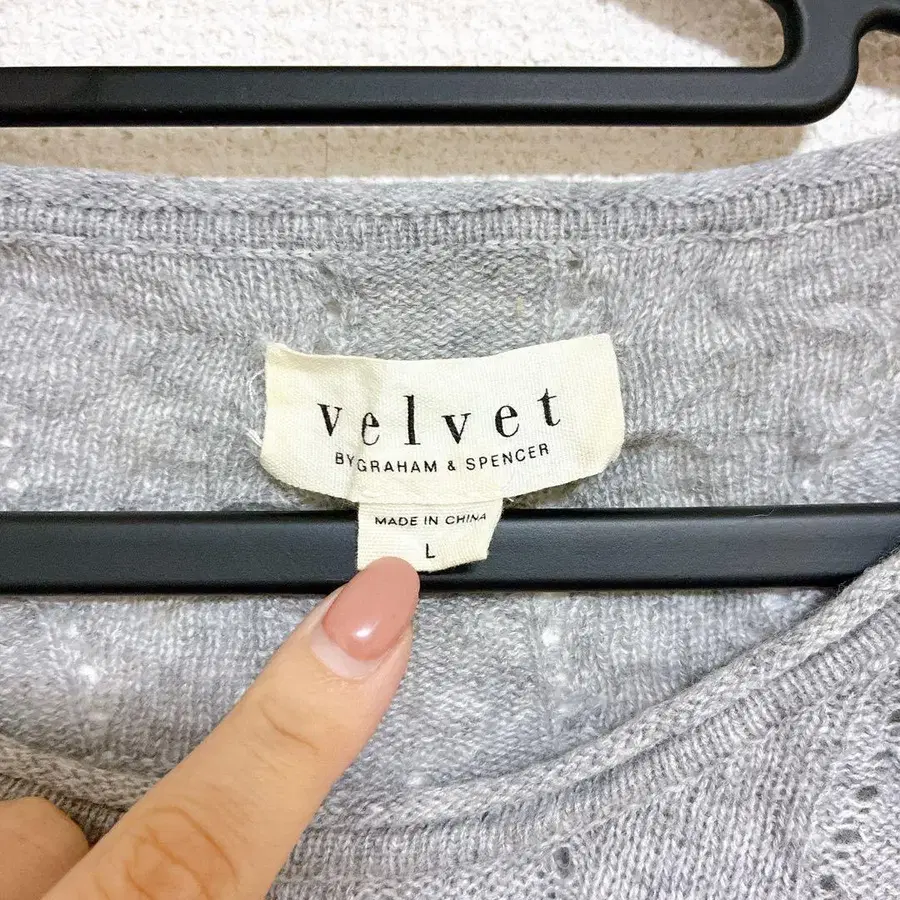 velvet
BY GRAHAM & SPENCER
MADE IN CHINA
L